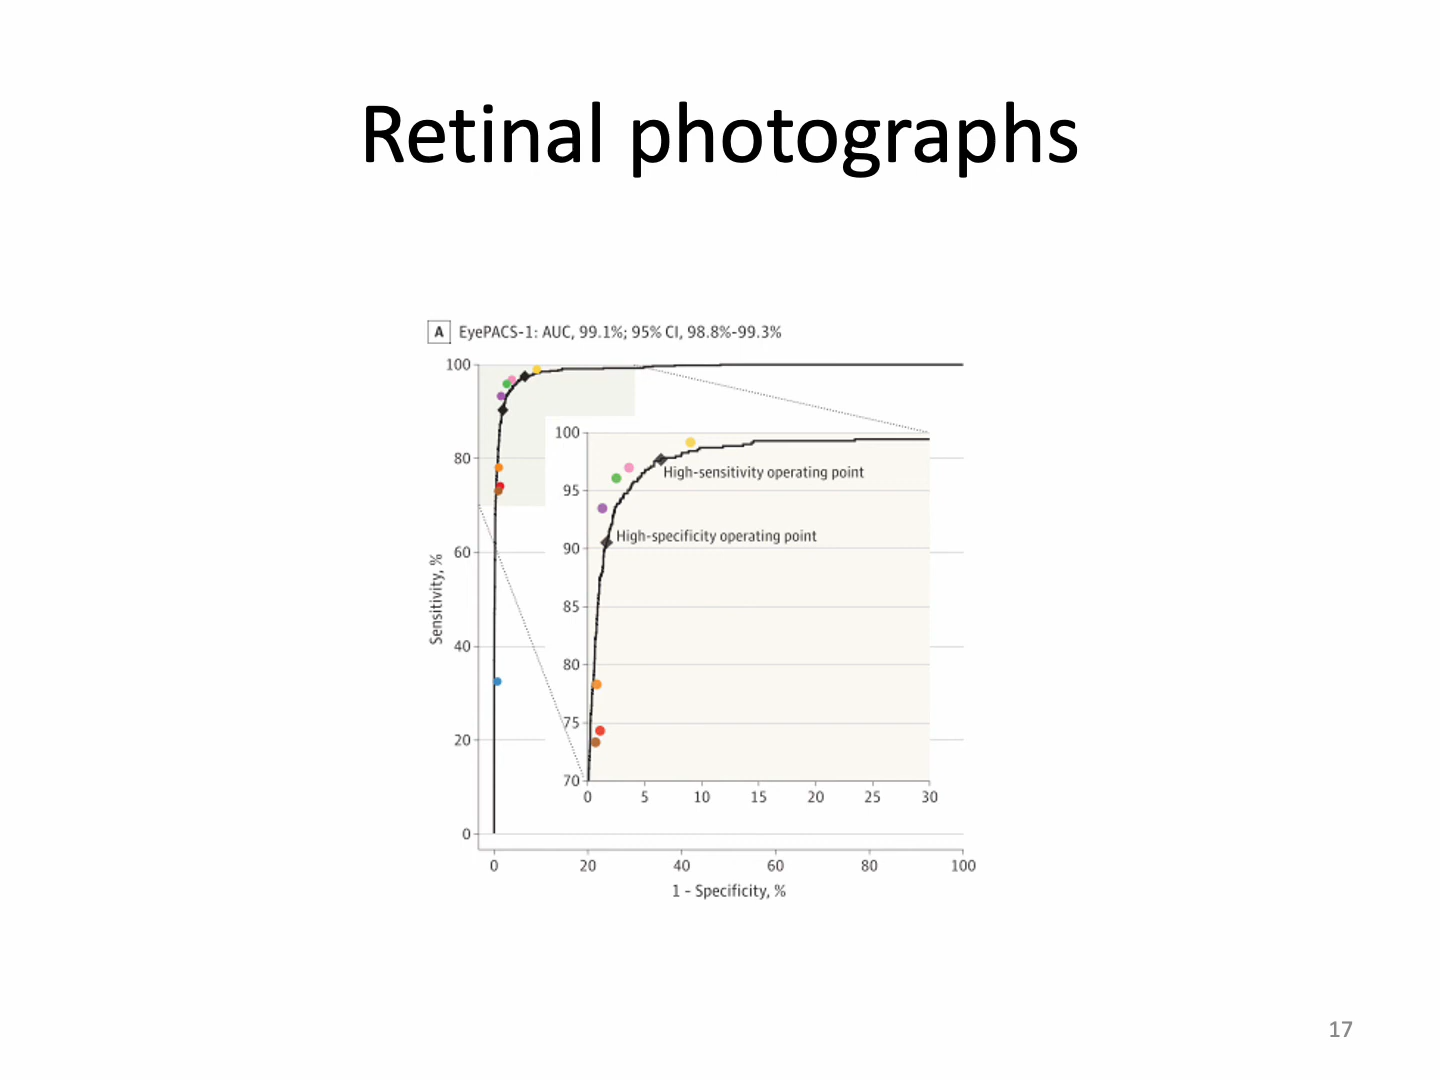 Retinal photographs
A EyePACS-1: AUC, 99.1%; 95% CI, 98.8%-99.3%
100
80
60
40
20
0
Sensitivity, %
0 20 40 60 80 100
1 - Specificity, %
100
95
90
85
80
75
70
0 5 10 15 20 25 30
High-sensitivity operating point
High-specificity operating point
17